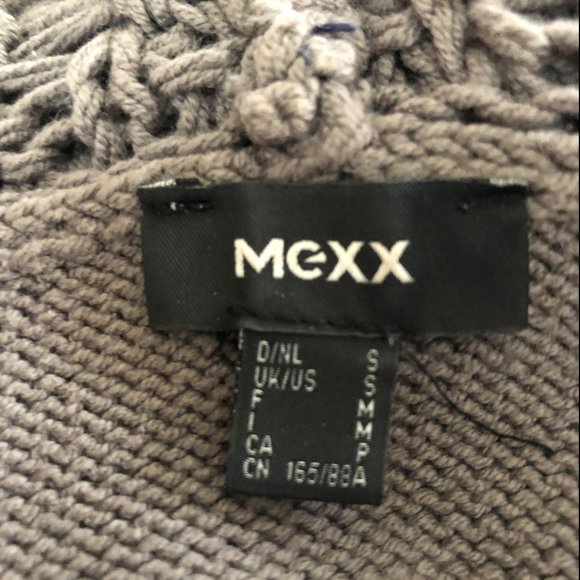 MEXX
D/NL S
UK/US S
F M
I M
CA P
CN 165/88A